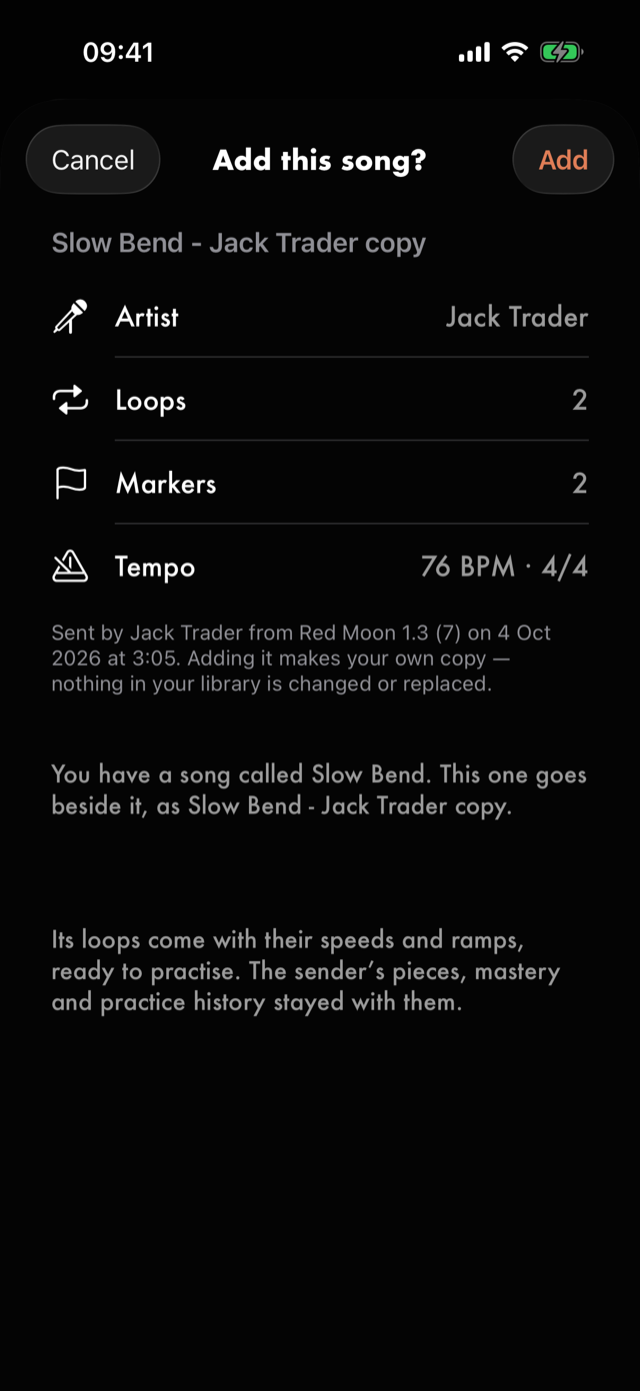 09:41
Cancel
Add this song?
Add
Slow Bend - Jack Trader copy
Artist
Jack Trader
Loops
2
Markers
2
Tempo
76 BPM · 4/4
Sent by Jack Trader from Red Moon 1.3 (7) on 4 Oct
2026 at 3:05. Adding it makes your own copy —
nothing in your library is changed or replaced.
You have a song called Slow Bend. This one goes
beside it, as Slow Bend - Jack Trader copy.
Its loops come with their speeds and ramps,
ready to practise. The sender’s pieces, mastery
and practice history stayed with them.